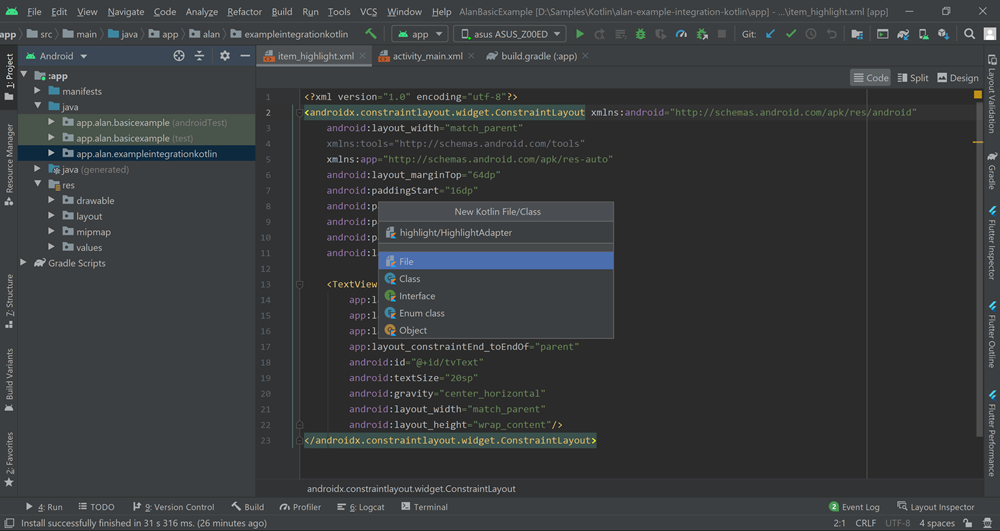 File Edit View Navigate Code Analyze Refactor Build Run Tools VCS Window Help AlanBasicExample [D:\Samples\Kotlin\alan-example-integration-kotlin\app] - ...\item_highlight.xml [app]
app src main java app alan exampleintegrationkotlin app asus ASUS_Z00ED Git:
Android
item_highlight.xml activity_main.xml build.gradle (:app)
Code Split Design
1: Project
Resource Manager
7: Structure
Build Variants
2: Favorites
:app
manifests
java
app.alan.basicexample (androidTest)
app.alan.basicexample (test)
app.alan.exampleintegrationkotlin
java (generated)
res
drawable
layout
mipmap
values
Gradle Scripts
1 <?xml version="1.0" encoding="utf-8"?>
2 <androidx.constraintlayout.widget.ConstraintLayout xmlns:android="http://schemas.android.com/apk/res/android"
3 android:layout_width="match_parent"
4 xmlns:tools="http://schemas.android.com/tools"
5 xmlns:app="http://schemas.android.com/apk/res-auto"
6 android:layout_marginTop="64dp"
7 android:paddingStart="16dp"
8 android:p
9 android:p
10 android:p
11 android:l
12
13 <TextView
14 app:la
15 app:l
16 app:l
17 app:layout_constraintEnd_toEndOf="parent"
18 android:id="@+id/tvText"
19 android:textSize="20sp"
20 android:gravity="center_horizontal"
21 android:layout_width="match_parent"
22 android:layout_height="wrap_content"/>
23 </androidx.constraintlayout.widget.ConstraintLayout>
New Kotlin File/Class
highlight/HighlightAdapter
File
Class
Interface
Enum class
Object
androidx.constraintlayout.widget.ConstraintLayout
Layout Validation
Gradle
Flutter Inspector
Flutter Outline
Flutter Performance
4: Run TODO 9: Version Control Build Profiler 6: Logcat Terminal 2 Event Log Layout Inspector
Install successfully finished in 31 s 316 ms. (26 minutes ago) 2:1 CRLF UTF-8 4 spaces